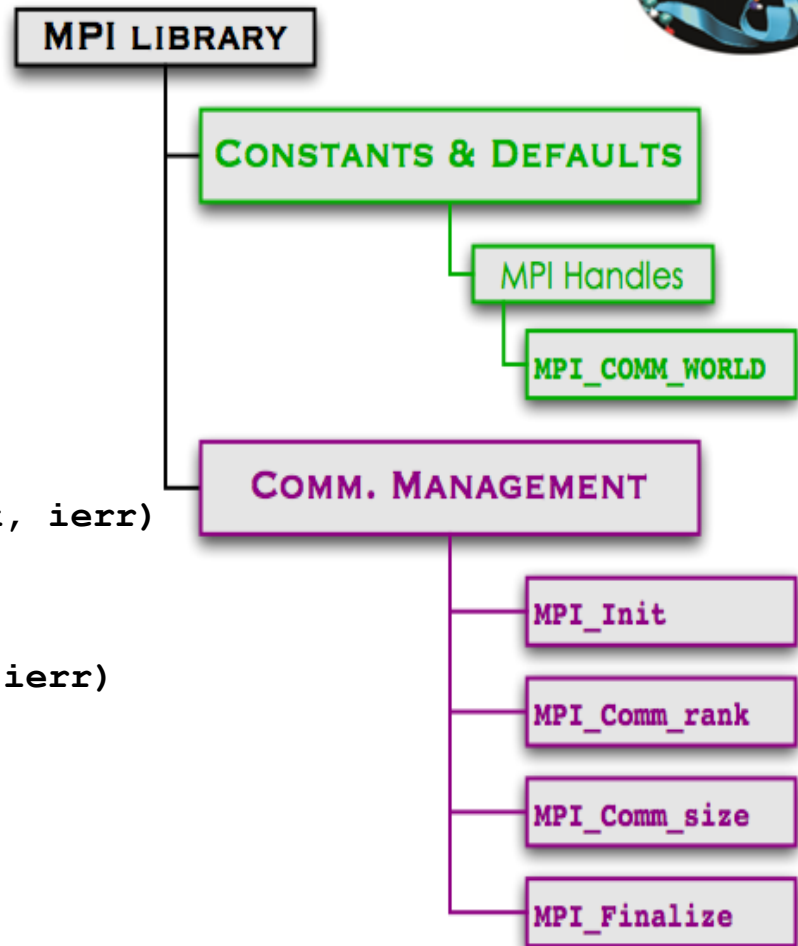 MPI LIBRARY
CONSTANTS & DEFAULTS
MPI Handles
MPI_COMM_WORLD
COMM. MANAGEMENT
, ierr)
MPI_Init
ierr)
MPI_Comm_rank
MPI_Comm_size
MPI_Finalize